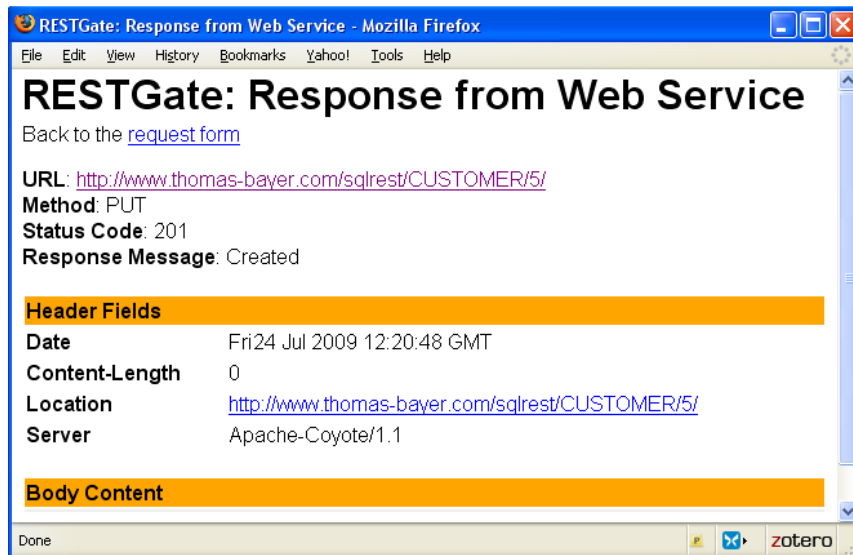 RESTGate: Response from Web Service - Mozilla Firefox
File Edit View History Bookmarks Yahoo! Tools Help
RESTGate: Response from Web Service
Back to the request form
URL: http://www.thomas-bayer.com/sqlrest/CUSTOMER/5/
Method: PUT
Status Code: 201
Response Message: Created
Header Fields
Date Fri24 Jul 2009 12:20:48 GMT
Content-Length 0
Location http://www.thomas-bayer.com/sqlrest/CUSTOMER/5/
Server Apache-Coyote/1.1
Body Content
Done P zotero